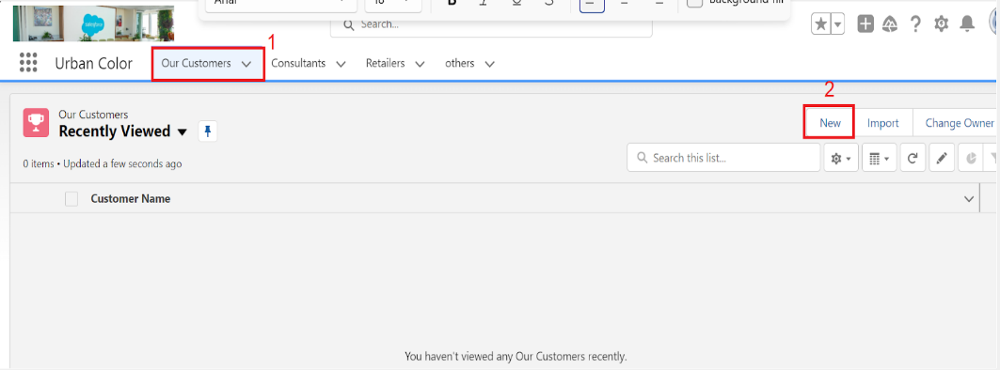 Arial
B I U S
Background fill
salesforce
Search...
1
Urban Color
Our Customers
Consultants
Retailers
others
2
Our Customers
Recently Viewed
New
Import
Change Owner
0 items • Updated a few seconds ago
Search this list...
Customer Name
You haven't viewed any Our Customers recently.